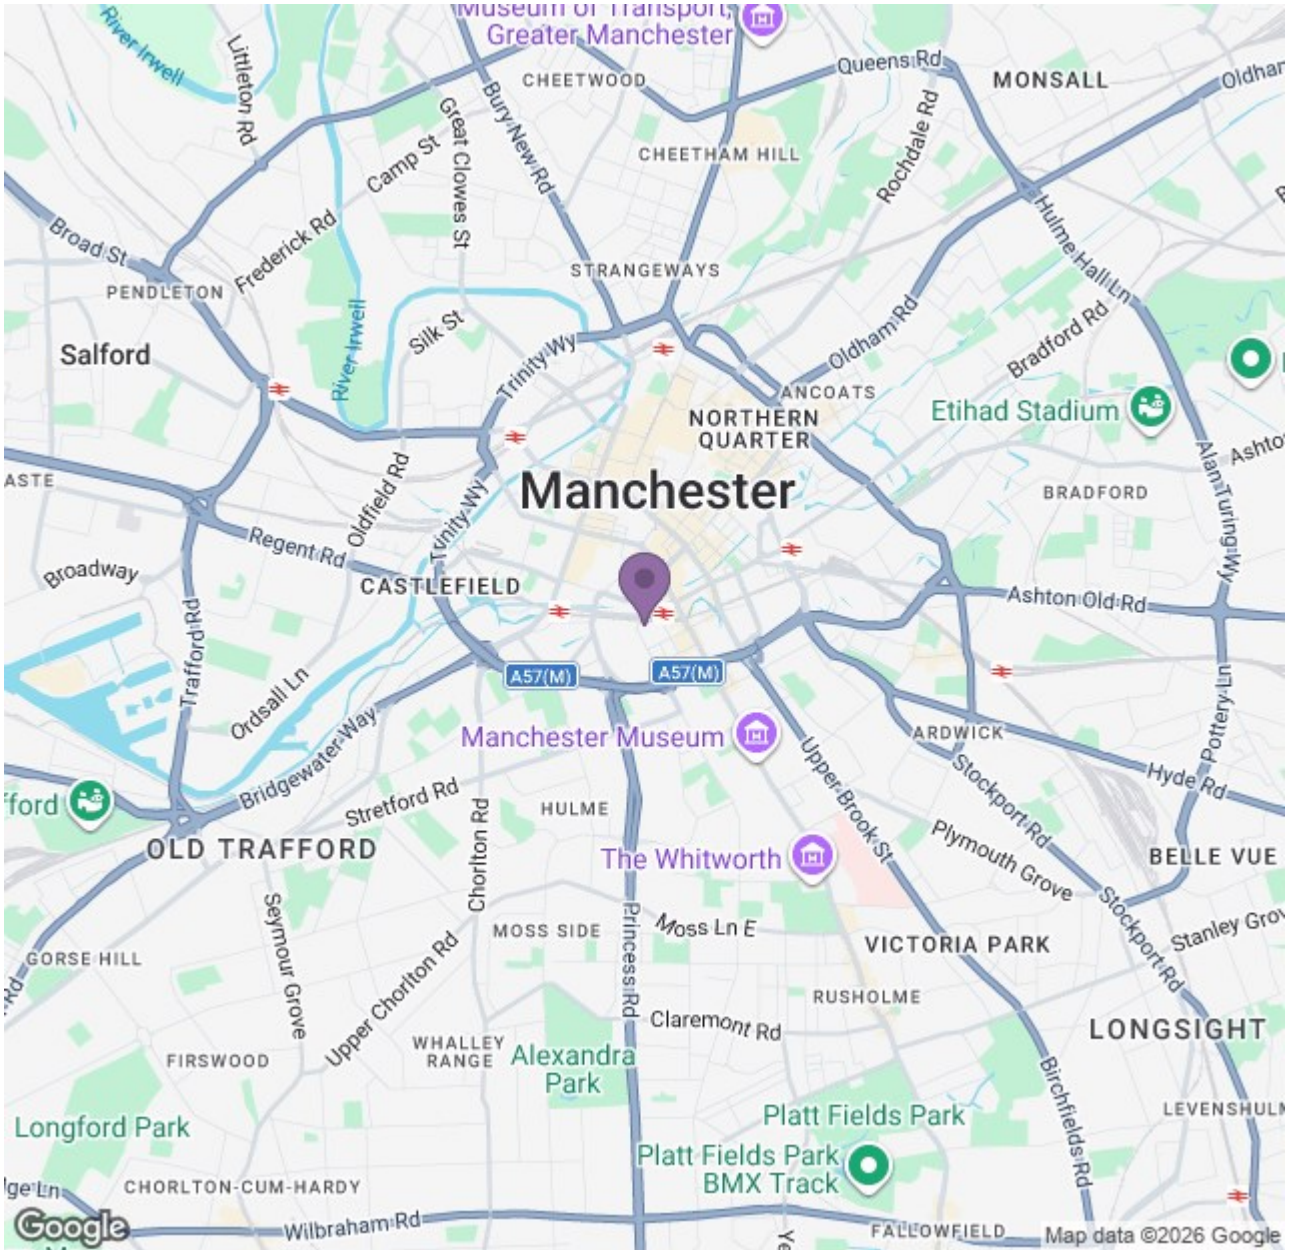 Museum of Transport,
Greater Manchester
River Irwell
Littleton Rd
CHEETWOOD
Queens Rd
MONSALL
Bury New Rd
Great Clowes St
Camp St
CHEETHAM HILL
Rochdale Rd
Broad St
Frederick Rd
Hulme Hall Ln
PENDLETON
STRANGEWAYS
River Irwell
Silk St
Salford
Trinity Wy
Oldham Rd
Bradford Rd
ANCOATS
Etihad Stadium
NORTHERN
QUARTER
Oldfield Rd
Manchester
Trinity Wy
BRADFORD
Alan Turing Wy
Regent Rd
Broadway
CASTLEFIELD
Ashton Old Rd
Trafford Rd
A57(M)
A57(M)
Ordsall Ln
Bridgewater Way
Manchester Museum
ARDWICK
Pottery Ln
Upper Brook St
Hyde Rd
Stretford Rd
HULME
Stockport Rd
OLD TRAFFORD
The Whitworth
Plymouth Grove
BELLE VUE
Chorlton Rd
Seymour Grove
Princess Rd
MOSS SIDE
Moss Ln E
VICTORIA PARK
Stockport Rd
GORSE HILL
Upper Chorlton Rd
RUSHOLME
Claremont Rd
LONGSIGHT
FIRSWOOD
WHALLEY
RANGE
Alexandra
Park
Birchfields Rd
Longford Park
Platt Fields Park
Platt Fields Park
BMX Track
CHORLTON-CUM-HARDY
Wilbraham Rd
FALLOWFIELD
Google
Map data ©2026 Google